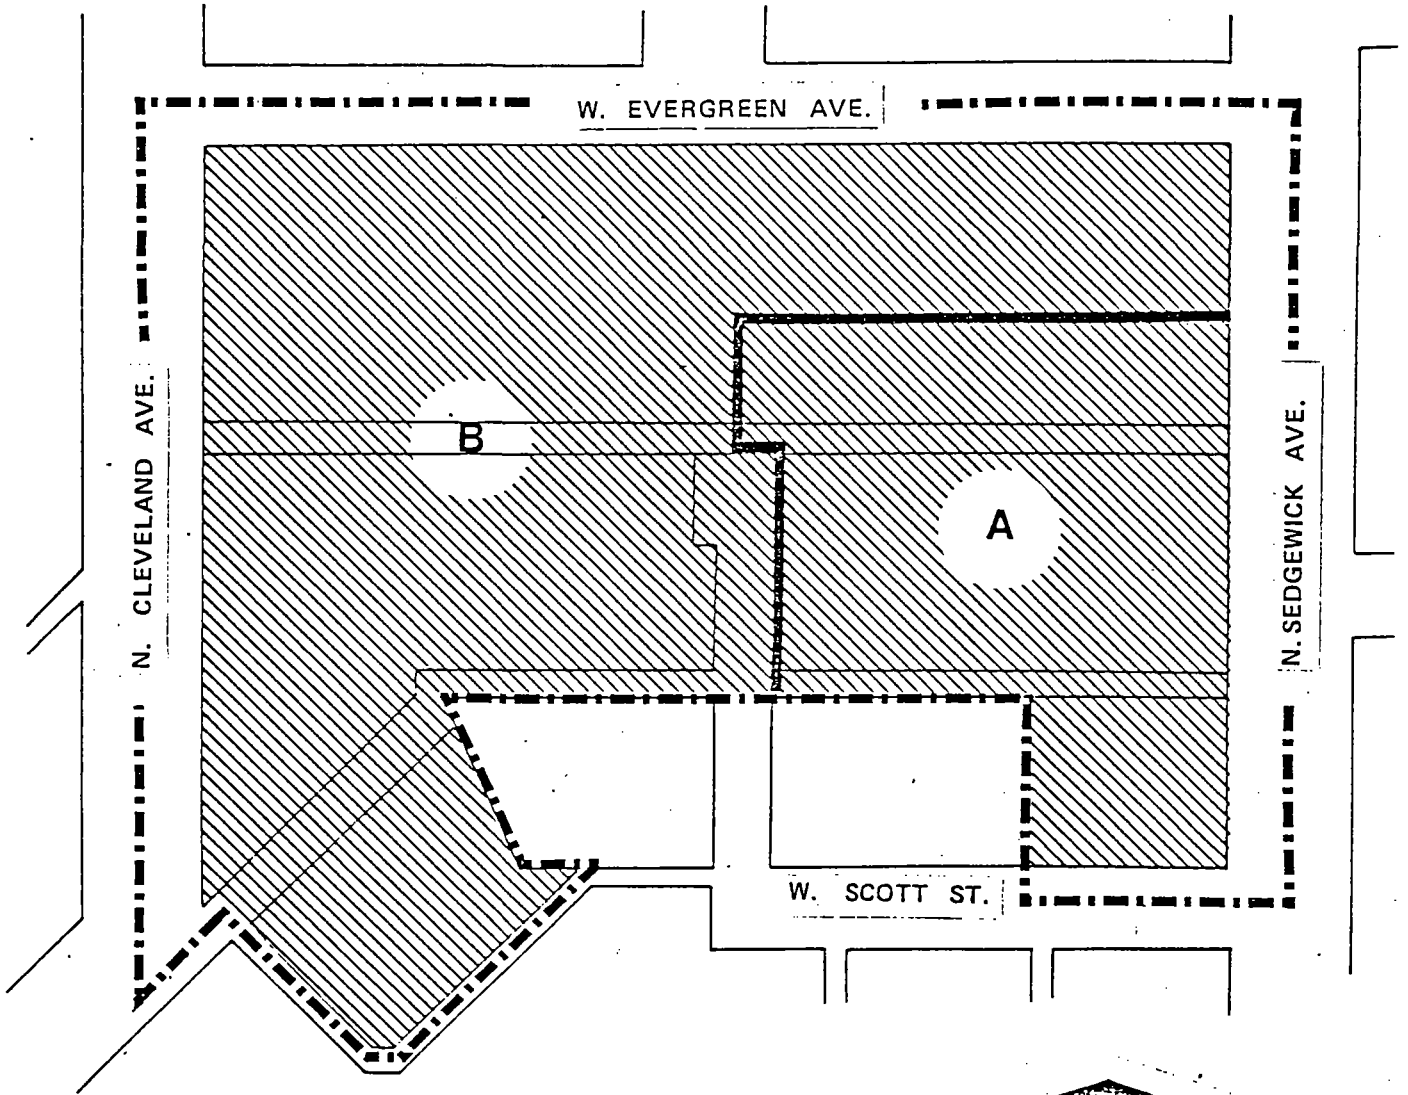 W. EVERGREEN AVE.
N. CLEVELAND AVE.
B
A
N. SEDGEWICK AVE.
W. SCOTT ST.